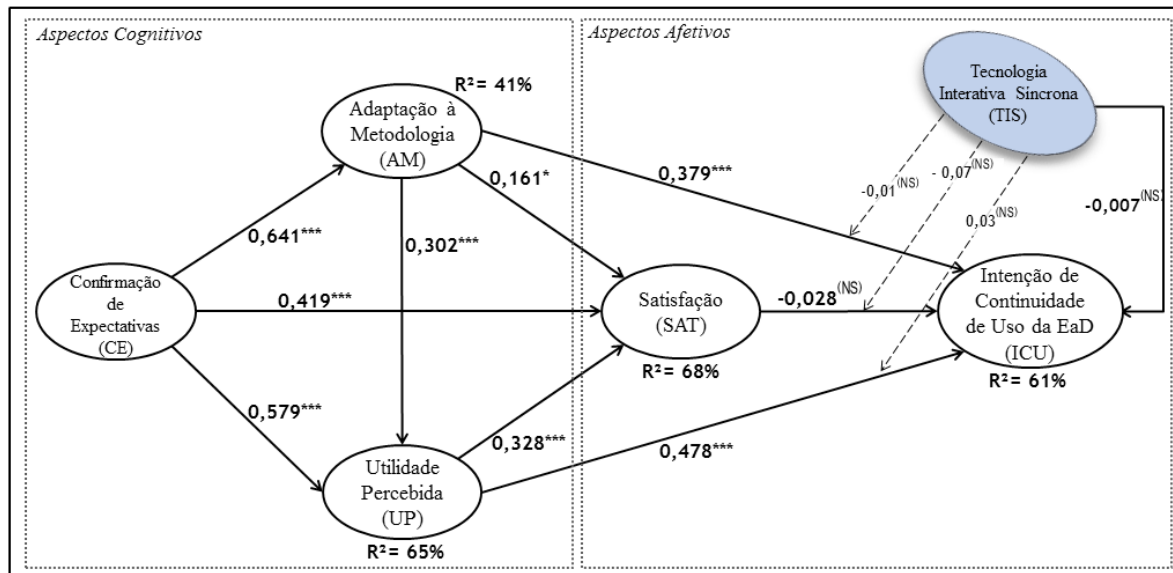 Aspectos Cognitivos
Aspectos Afetivos
R²= 41%
Adaptação à
Metodologia
(AM)
Tecnologia
Interativa Síncrona
(TIS)
0,641***
0,302***
0,161*
0,379***
-0,01(NS)
- 0,07(NS)
0,03(NS)
-0,007(NS)
Confirmação
de
Expectativas
(CE)
0,419***
Satisfação
(SAT)
R²= 68%
-0,028(NS)
Intenção de
Continuidade
de Uso da EaD
(ICU)
R²= 61%
0,579***
0,328***
0,478***
Utilidade
Percebida
(UP)
R²= 65%